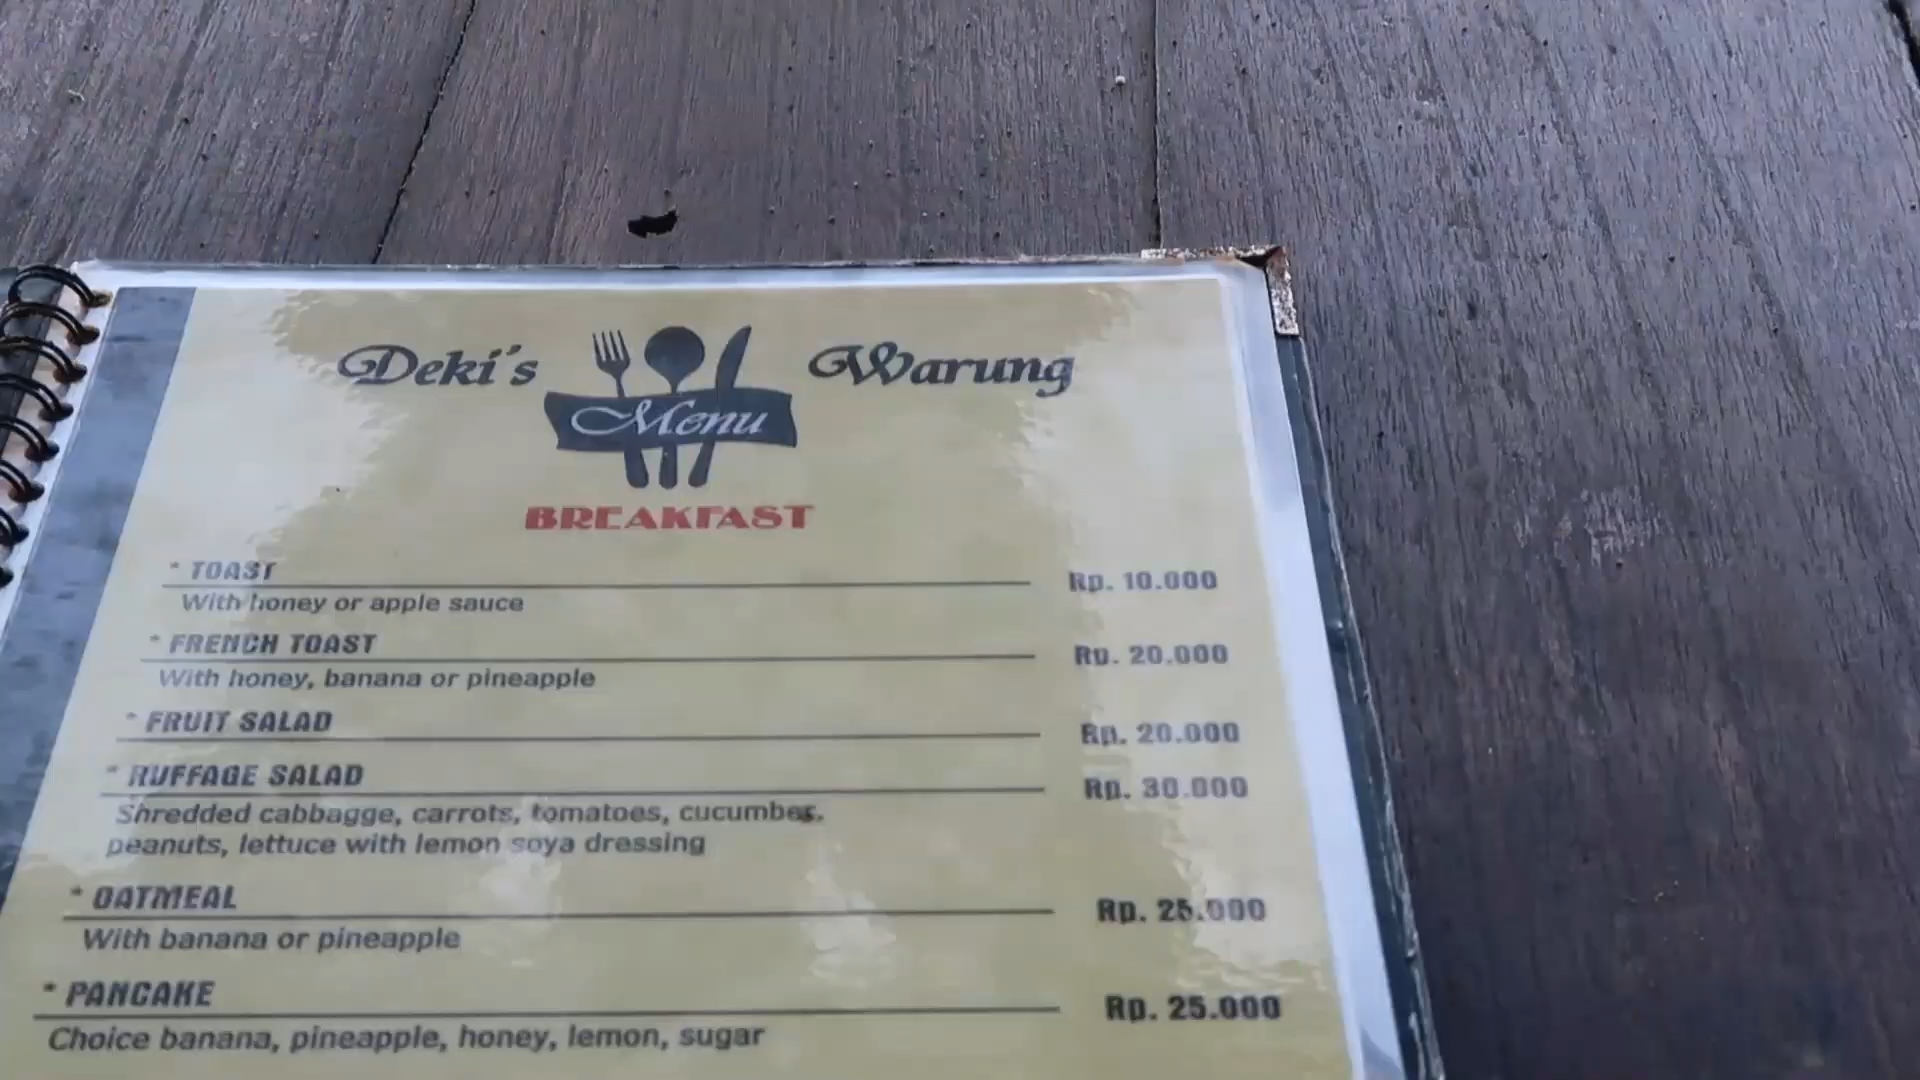 Deki's Warung
Menu
BREAKFAST
* TOAST Rp. 10.000
With honey or apple sauce
* FRENCH TOAST Rp. 20.000
With honey, banana or pineapple
* FRUIT SALAD Rp. 20.000
* RUFFAGE SALAD Rp. 30.000
Shredded cabbagge, carrots, tomatoes, cucumber,
peanuts, lettuce with lemon soya dressing
* OATMEAL Rp. 25.000
With banana or pineapple
* PANCAKE Rp. 25.000
Choice banana, pineapple, honey, lemon, sugar